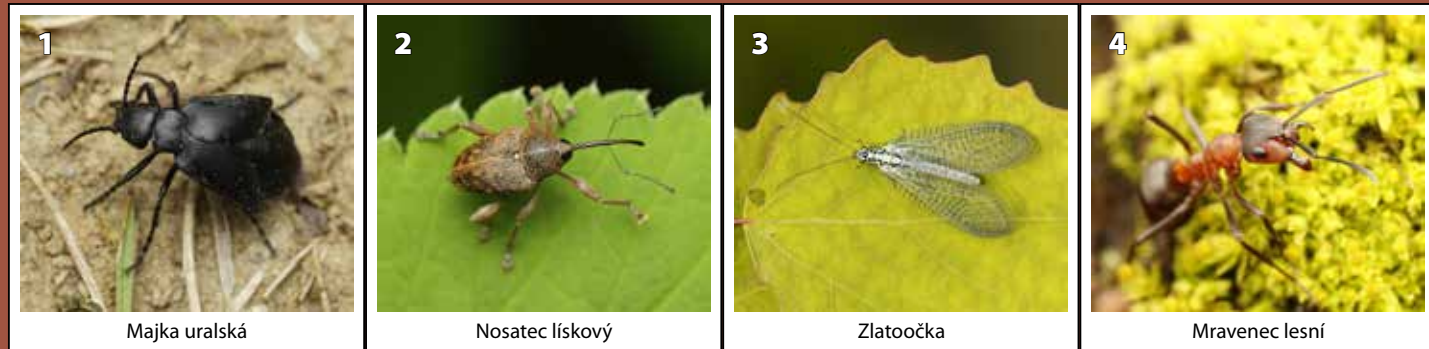 1
2
3
4
Majka uralská
Nosatec lískový
Zlatoočka
Mravenec lesní